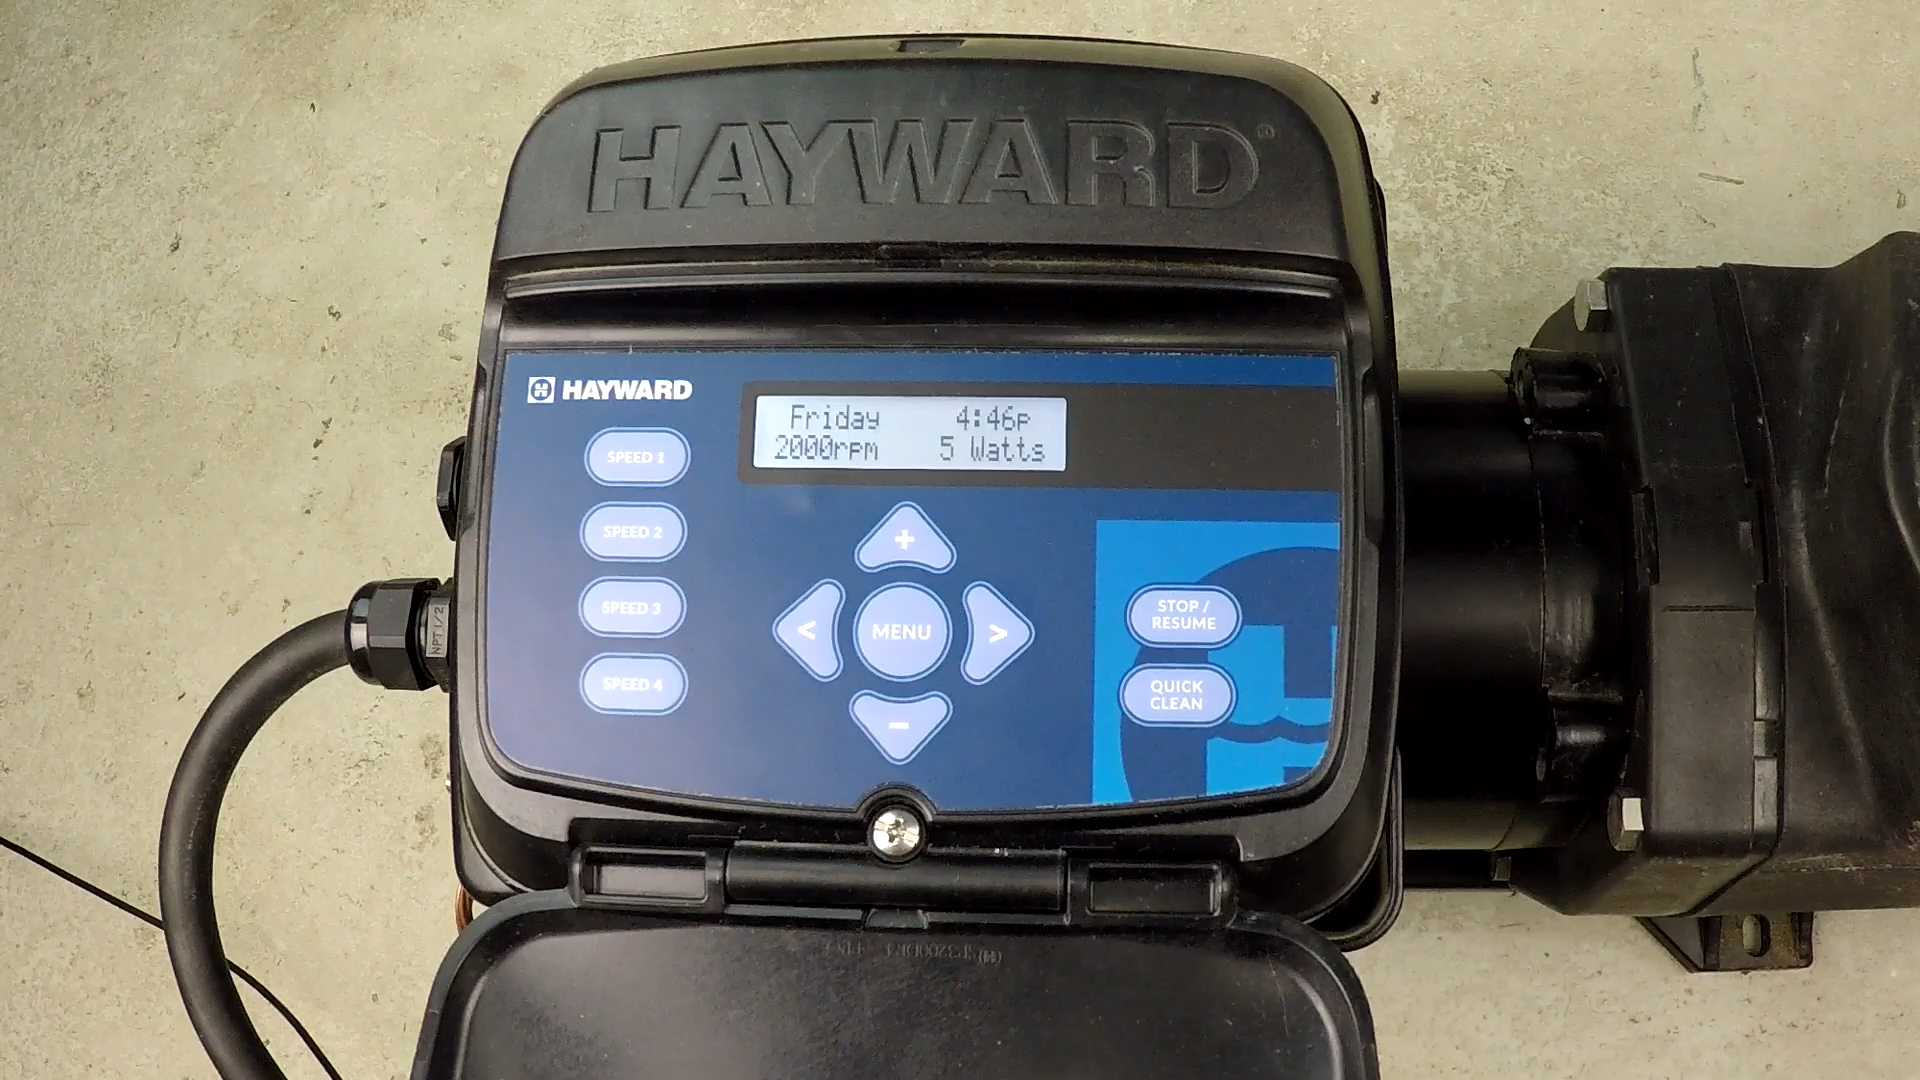 HAYWARD®
HAYWARD
Friday 4:46p
2000rpm 5 Watts
SPEED 1
SPEED 2
SPEED 3
SPEED 4
+
<
MENU
>
−
STOP /
RESUME
QUICK
CLEAN
NPT1/2